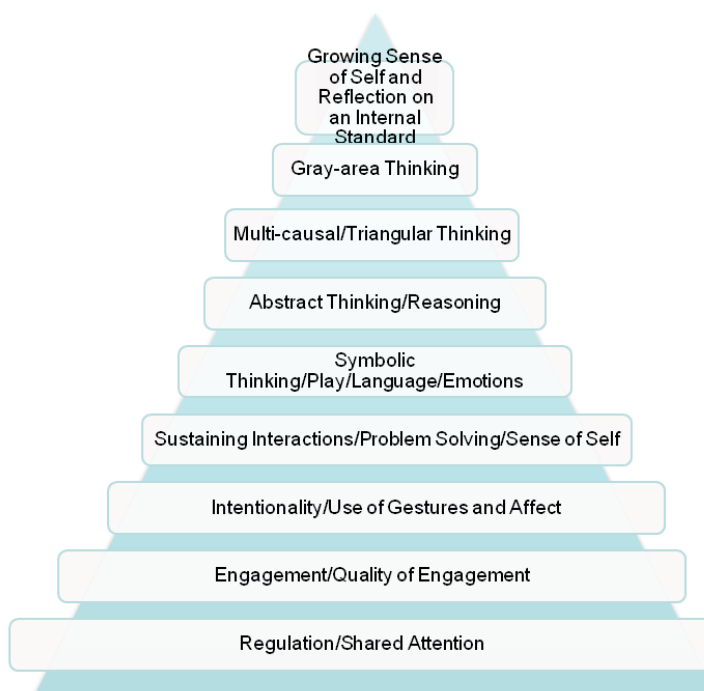 Growing Sense
of Self and
Reflection on
an Internal
Standard
Gray-area Thinking
Multi-causal/Triangular Thinking
Abstract Thinking/Reasoning
Symbolic
Thinking/Play/Language/Emotions
Sustaining Interactions/Problem Solving/Sense of Self
Intentionality/Use of Gestures and Affect
Engagement/Quality of Engagement
Regulation/Shared Attention